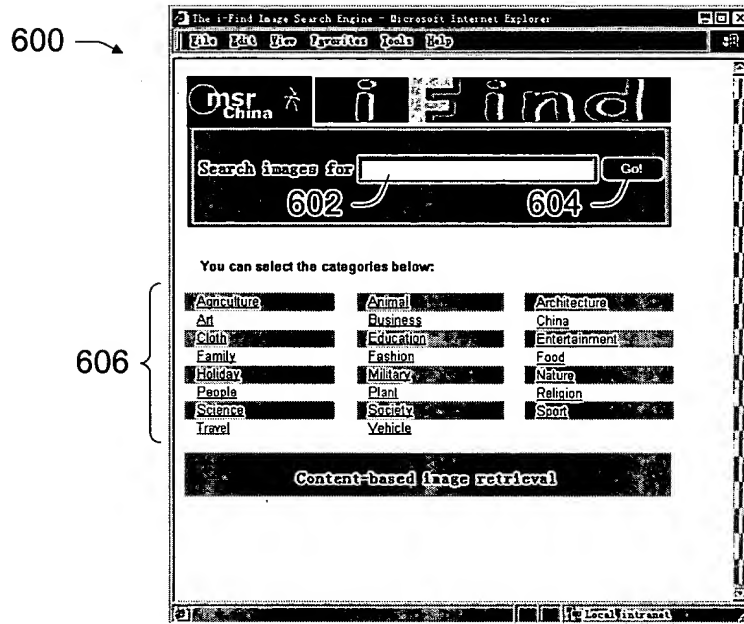 600
The i-Find Image Search Engine - Microsoft Internet Explorer
File Edit View Favorites Tools Help
msr China 六 i Find
Search images for Go!
602 604
You can select the categories below:
Agriculture Animal Architecture
Art Business China
Cloth Education Entertainment
606
Family Fashion Food
Holiday Military Nature
People Plant Religion
Science Society Sport
Travel Vehicle
Content-based image retrieval
Local intranet